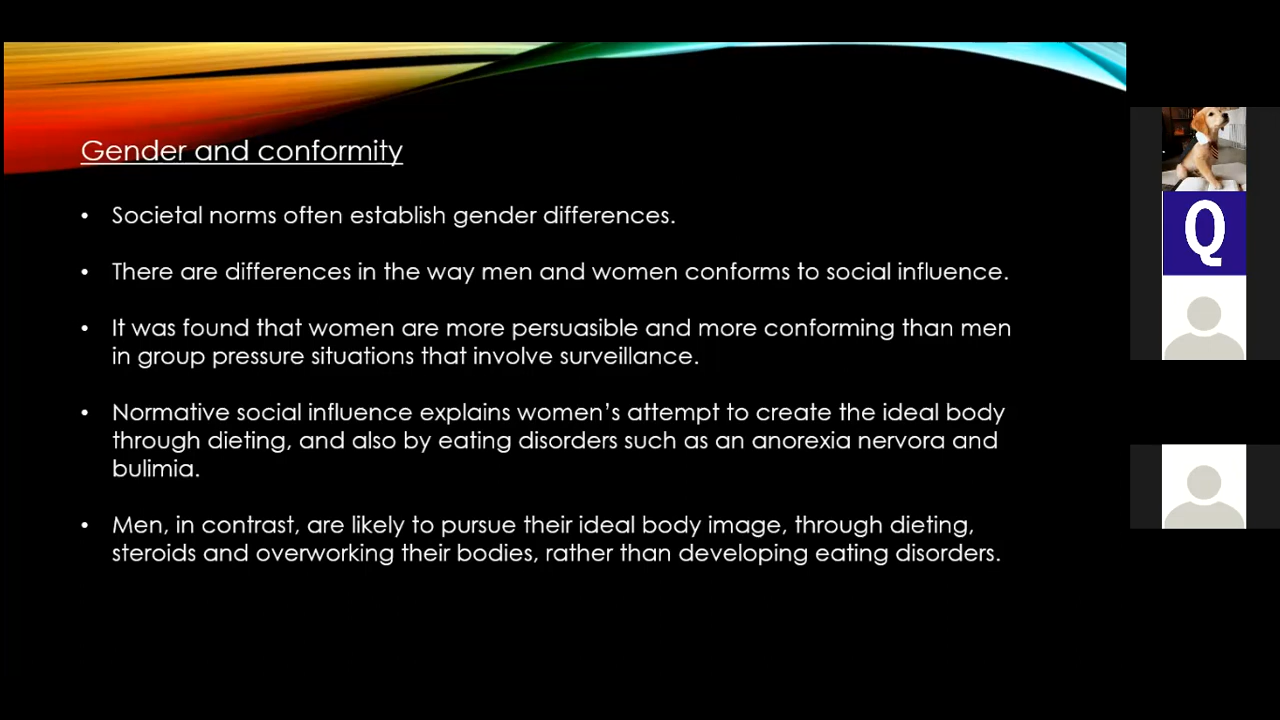 Gender and conformity
• Societal norms often establish gender differences.
• There are differences in the way men and women conforms to social influence.
• It was found that women are more persuasible and more conforming than men
in group pressure situations that involve surveillance.
• Normative social influence explains women’s attempt to create the ideal body
through dieting, and also by eating disorders such as an anorexia nervora and
bulimia.
• Men, in contrast, are likely to pursue their ideal body image, through dieting,
steroids and overworking their bodies, rather than developing eating disorders.
Q